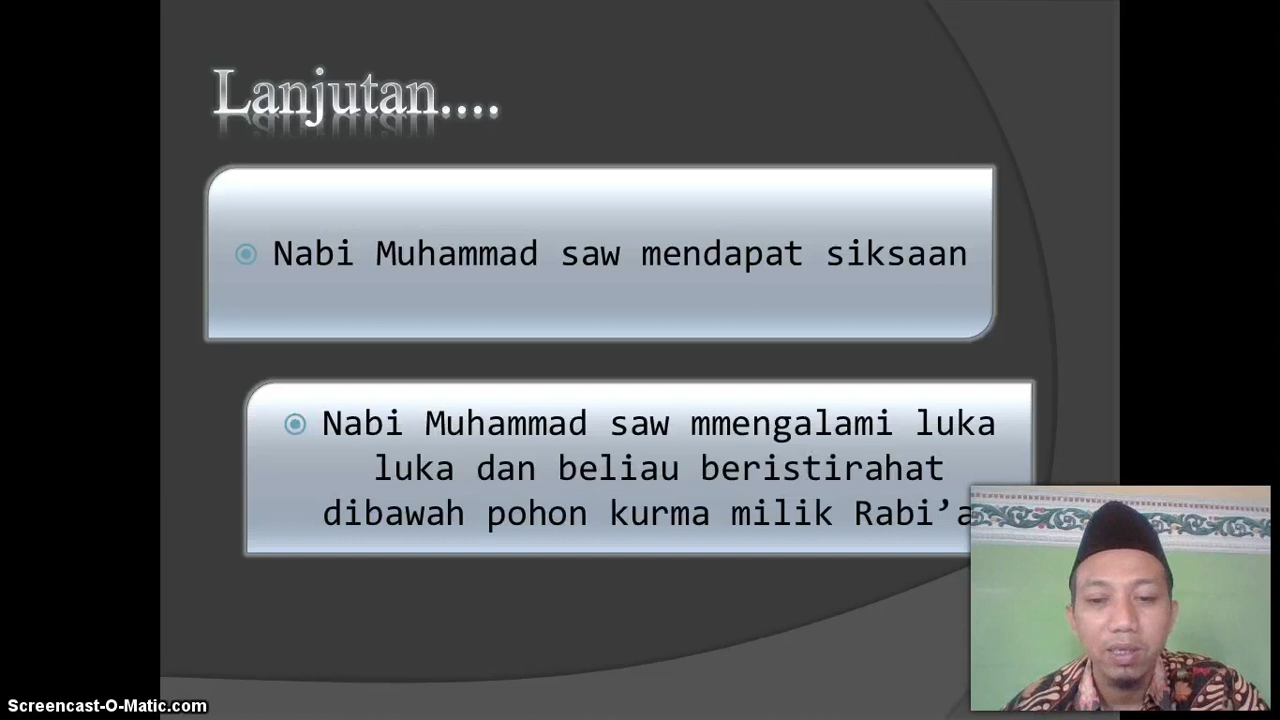 Lanjutan....
Nabi Muhammad saw mendapat siksaan
Nabi Muhammad saw mmengalami luka
luka dan beliau beristirahat
dibawah pohon kurma milik Rabi’a
Screencast-O-Matic.com